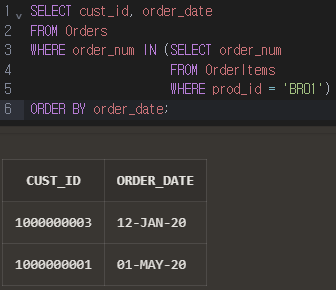 1 SELECT cust_id, order_date
2 FROM Orders
3 WHERE order_num IN (SELECT order_num
4 FROM OrderItems
5 WHERE prod_id = 'BR01')
6 ORDER BY order_date;
CUST_ID ORDER_DATE
1000000003 12-JAN-20
1000000001 01-MAY-20